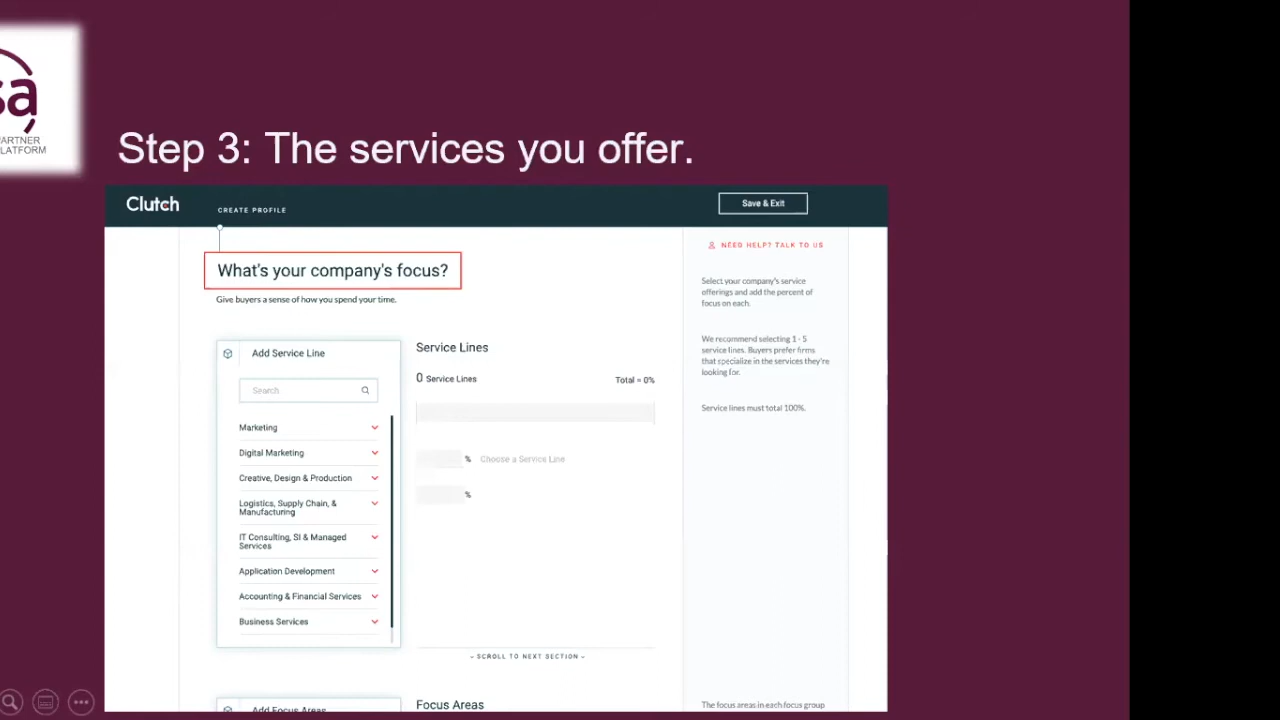 sa
ARTNER
LATFORM
Step 3: The services you offer.
Clutch
CREATE PROFILE
Save & Exit
What's your company's focus?
Give buyers a sense of how you spend your time.
Add Service Line
Search
Marketing
Digital Marketing
Creative, Design & Production
Logistics, Supply Chain, &
Manufacturing
IT Consulting, SI & Managed
Services
Application Development
Accounting & Financial Services
Business Services
Service Lines
0 Service Lines
Total = 0%
% Choose a Service Line
%
– SCROLL TO NEXT SECTION –
NEED HELP? TALK TO US
Select your company's service
offerings and add the percent of
focus on each.
We recommend selecting 1 - 5
service lines. Buyers prefer firms
that specialize in the services they're
looking for.
Service lines must total 100%.
Add Focus Areas
Focus Areas
The focus areas in each focus group